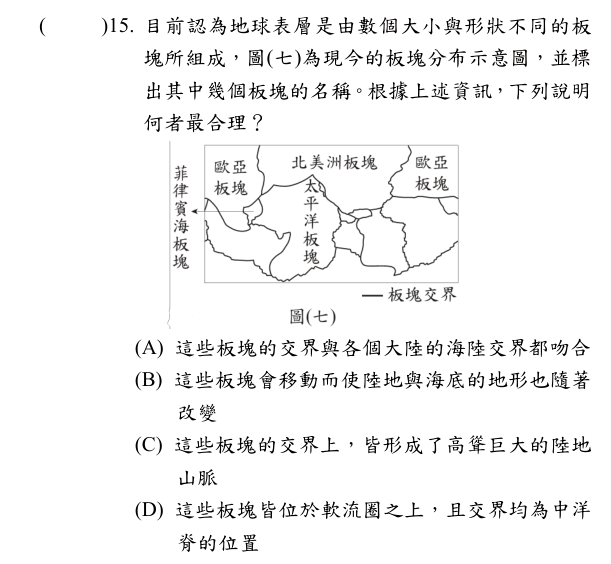 (　　)15. 目前認為地球表層是由數個大小與形狀不同的板
塊所組成，圖(七)為現今的板塊分布示意圖，並標
出其中幾個板塊的名稱。根據上述資訊，下列說明
何者最合理？
菲律賓海板塊
歐亞
板塊
北美洲板塊
太平洋板塊
歐亞
板塊
板塊交界
圖(七)
(A) 這些板塊的交界與各個大陸的海陸交界都吻合
(B) 這些板塊會移動而使陸地與海底的地形也隨著
改變
(C) 這些板塊的交界上，皆形成了高聳巨大的陸地
山脈
(D) 這些板塊皆位於軟流圈之上，且交界均為中洋
脊的位置